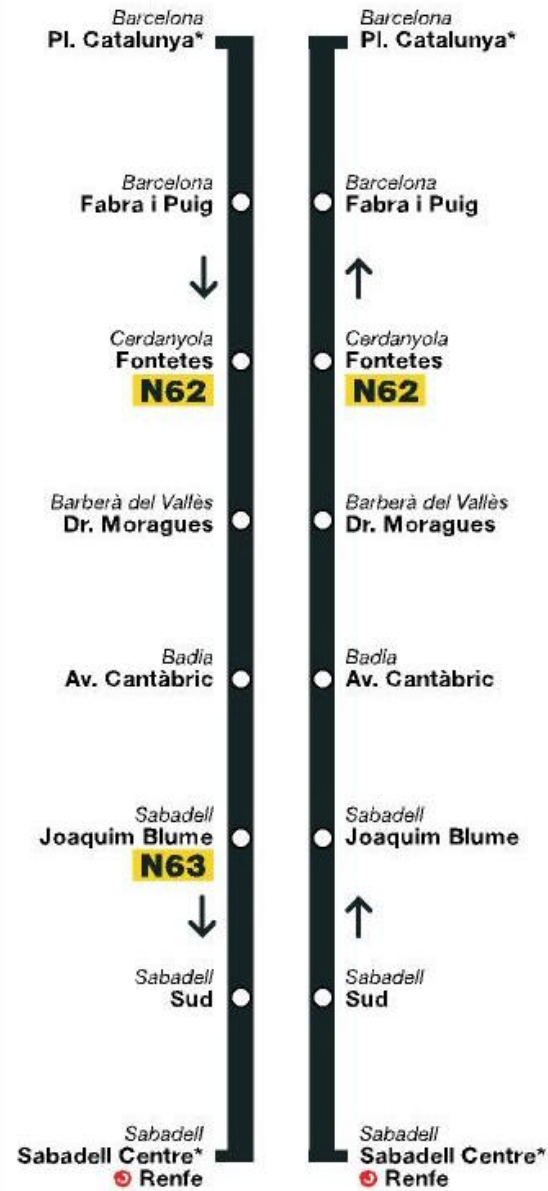 Barcelona
Pl. Catalunya*
Barcelona
Fabra i Puig
Cerdanyola
Fontetes
N62
Barberà del Vallès
Dr. Moragues
Badia
Av. Cantàbric
Sabadell
Joaquim Blume
N63
Sabadell
Sud
Sabadell
Sabadell Centre*
Renfe
Barcelona
Pl. Catalunya*
Barcelona
Fabra i Puig
Cerdanyola
Fontetes
N62
Barberà del Vallès
Dr. Moragues
Badia
Av. Cantàbric
Sabadell
Joaquim Blume
Sabadell
Sud
Sabadell
Sabadell Centre*
Renfe